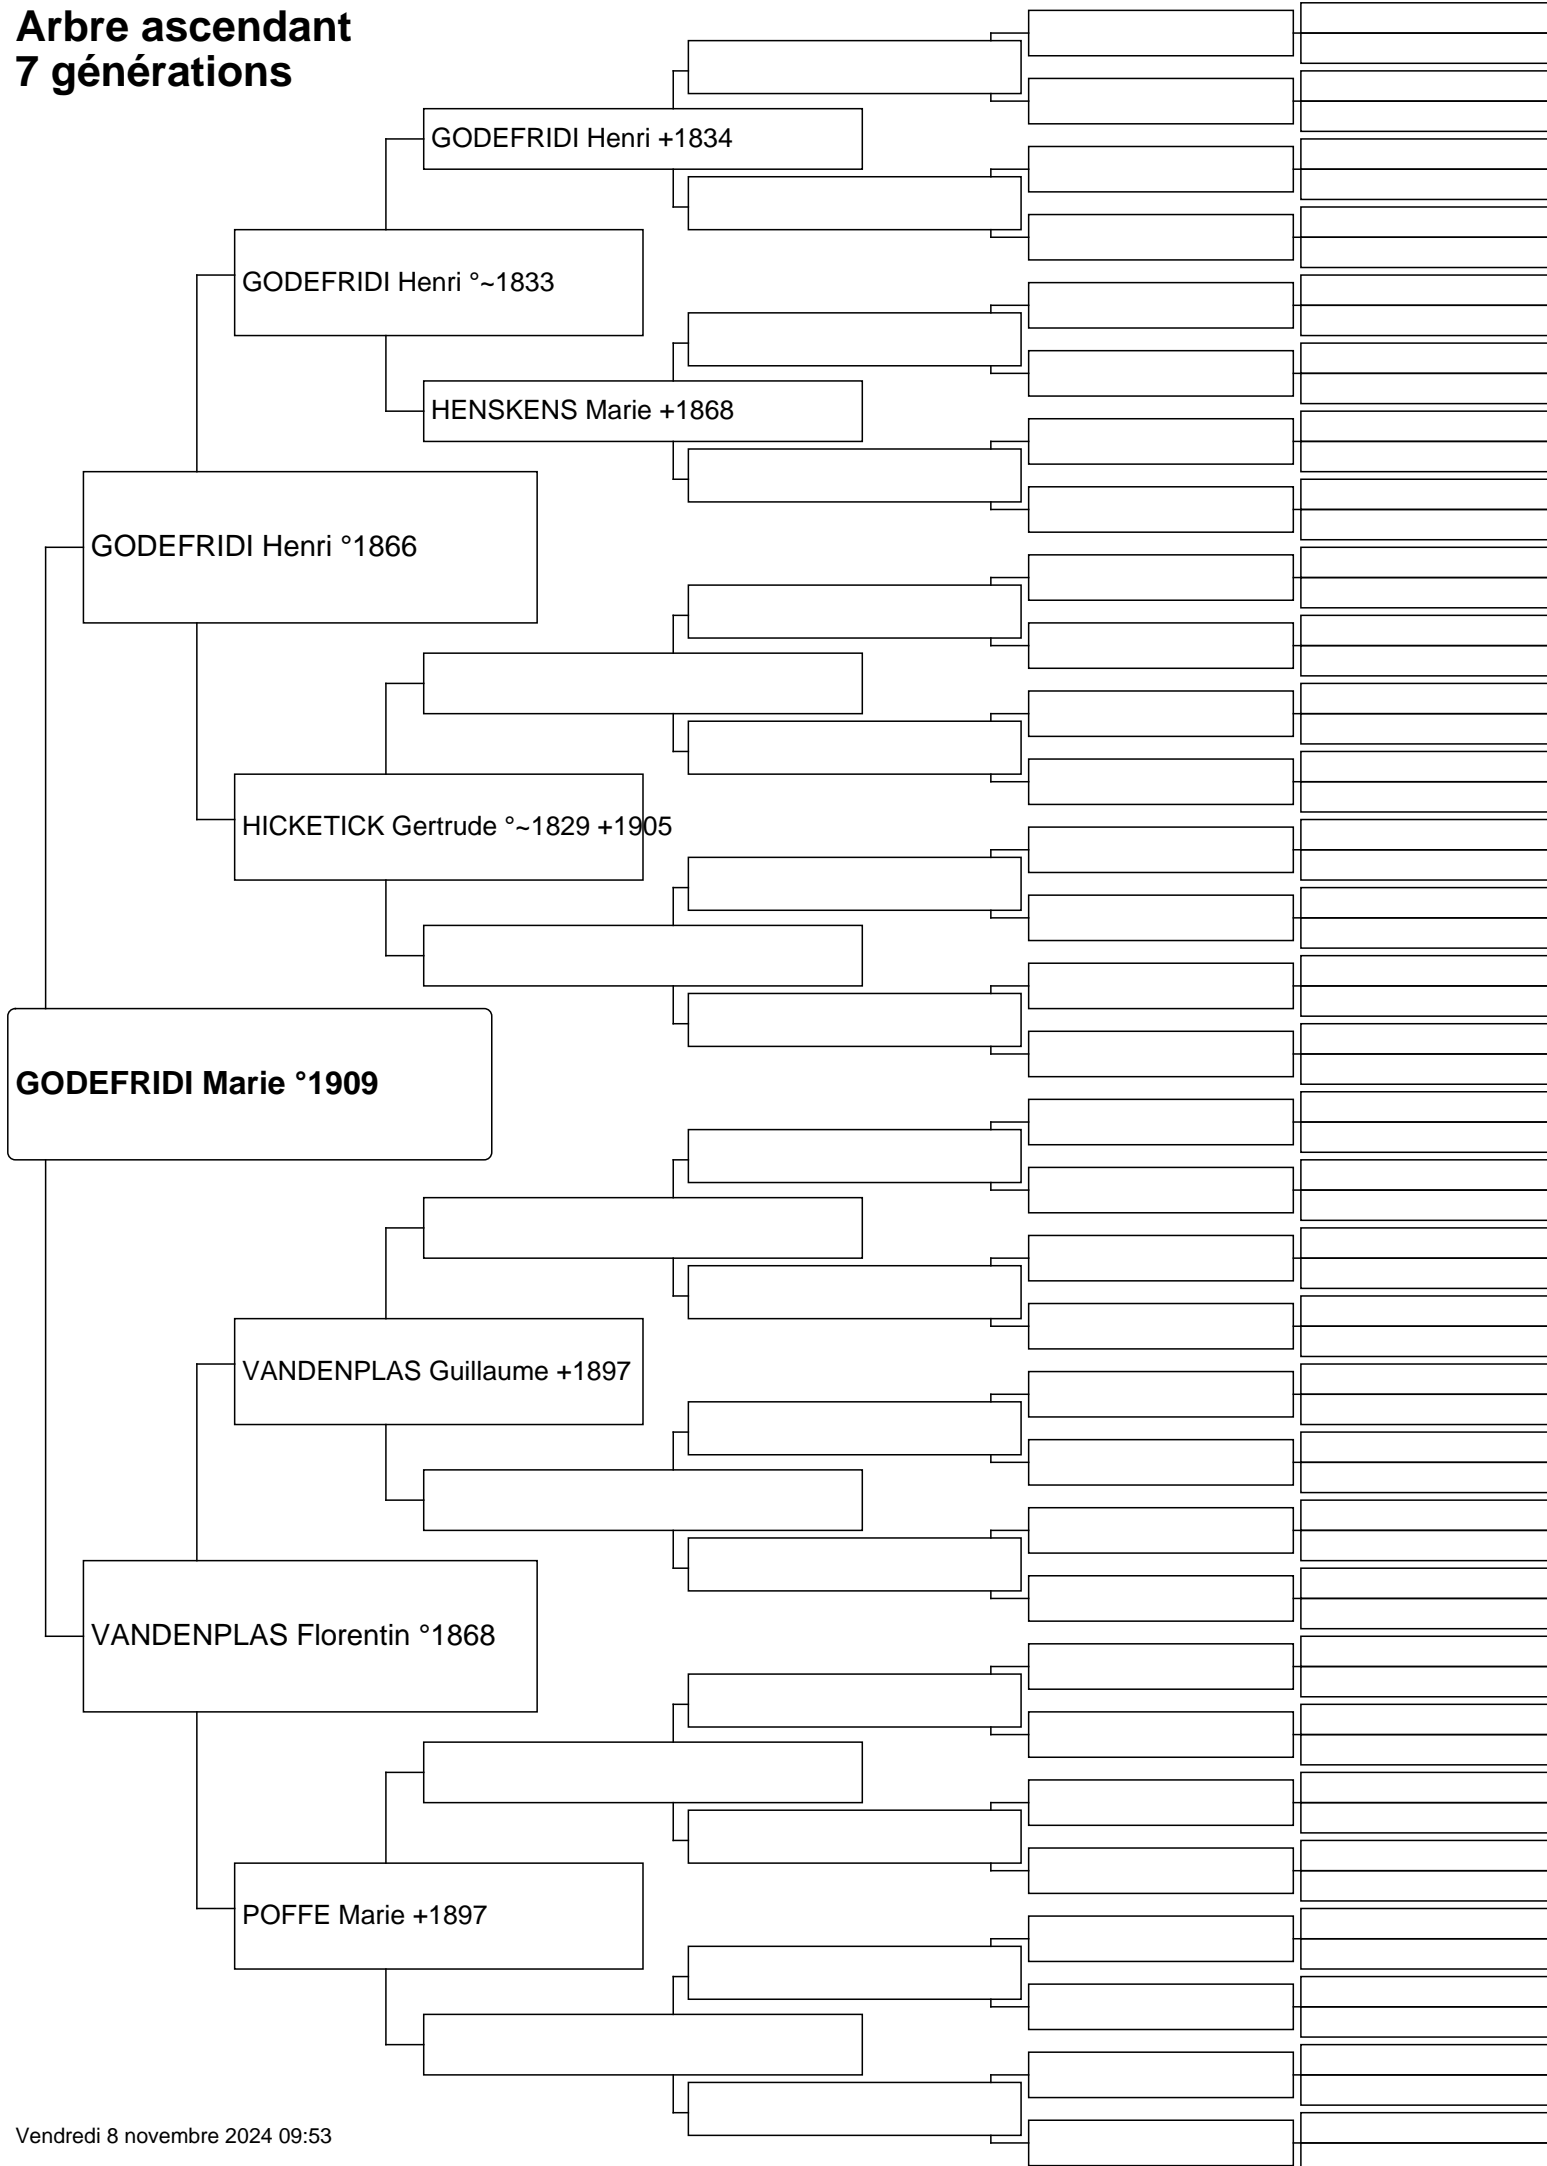 Arbre ascendant
7 générations
GODEFRIDI Henri +1834
GODEFRIDI Henri °~1833
HENSKENS Marie +1868
GODEFRIDI Henri °1866
HICKETICK Gertrude °~1829 +1905
GODEFRIDI Marie °1909
VANDENPLAS Guillaume +1897
VANDENPLAS Florentin °1868
POFFE Marie +1897
Vendredi 8 novembre 2024 09:53